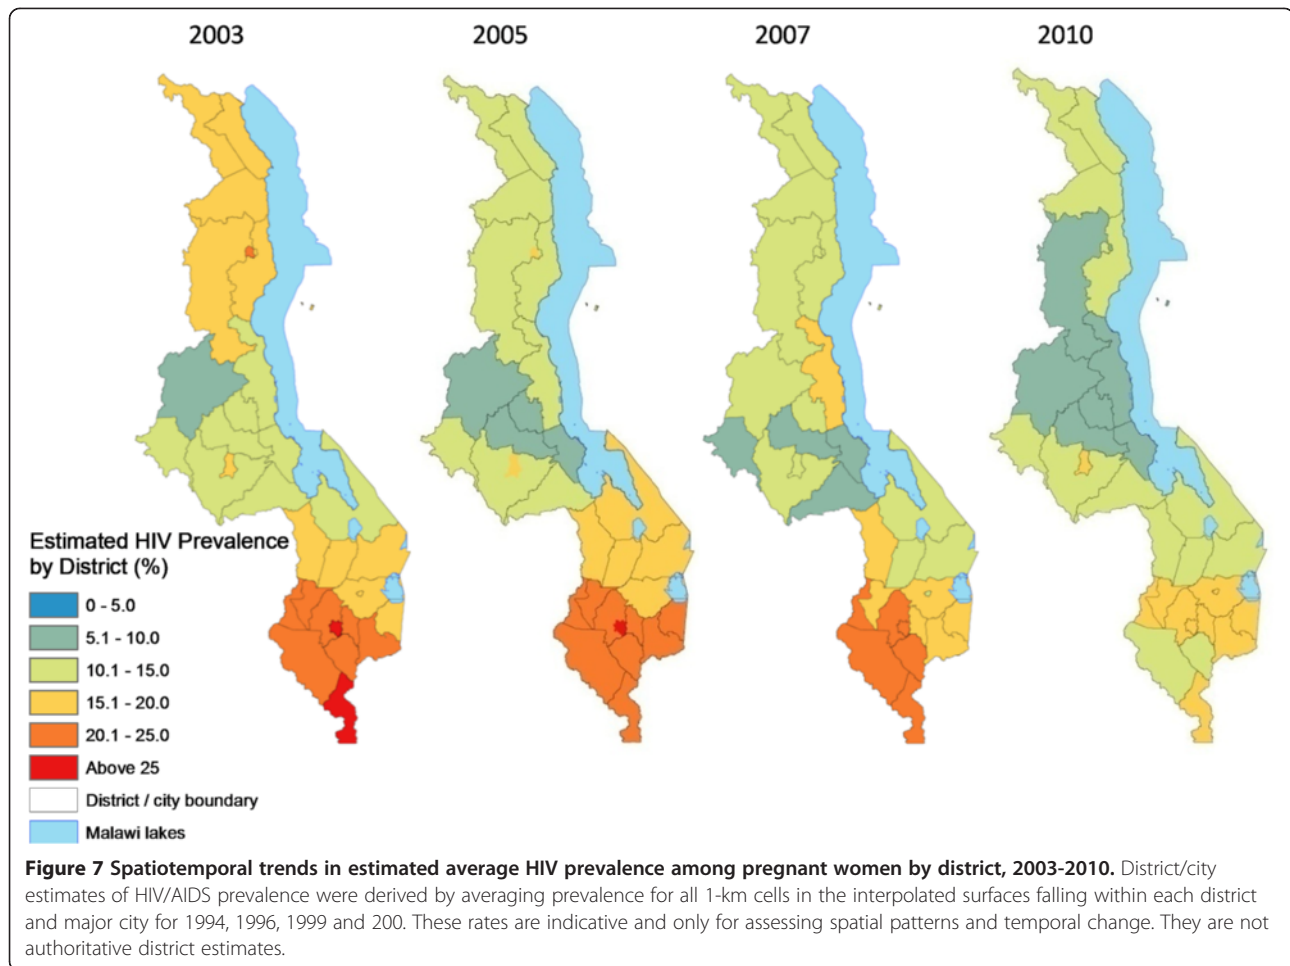 2003 2005 2007 2010
Estimated HIV Prevalence
by District (%)
0 - 5.0
5.1 - 10.0
10.1 - 15.0
15.1 - 20.0
20.1 - 25.0
Above 25
District / city boundary
Malawi lakes
Figure 7 Spatiotemporal trends in estimated average HIV prevalence among pregnant women by district, 2003-2010. District/city
estimates of HIV/AIDS prevalence were derived by averaging prevalence for all 1-km cells in the interpolated surfaces falling within each district
and major city for 1994, 1996, 1999 and 200. These rates are indicative and only for assessing spatial patterns and temporal change. They are not
authoritative district estimates.